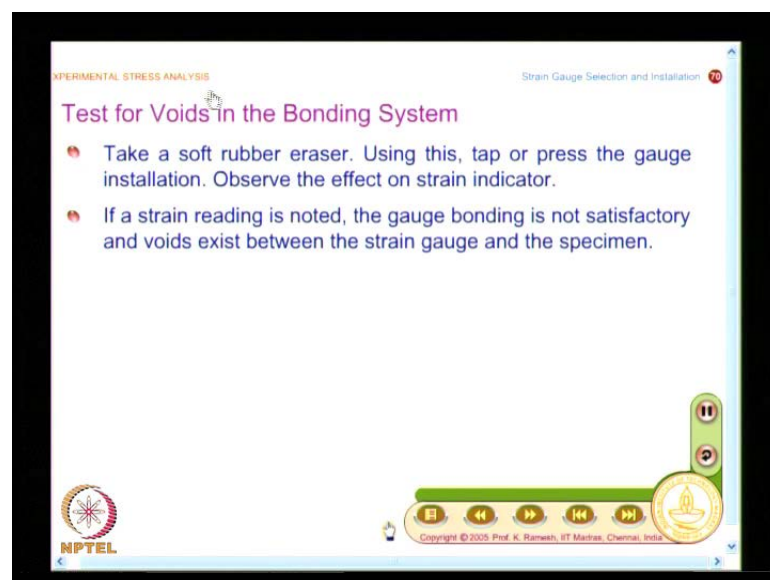 XPERIMENTAL STRESS ANALYSIS
Strain Gauge Selection and Installation 70
Test for Voids in the Bonding System
Take a soft rubber eraser. Using this, tap or press the gauge
installation. Observe the effect on strain indicator.
If a strain reading is noted, the gauge bonding is not satisfactory
and voids exist between the strain gauge and the specimen.
NPTEL
Copyright © 2005 Prof. K. Ramesh, IIT Madras, Chennai, India